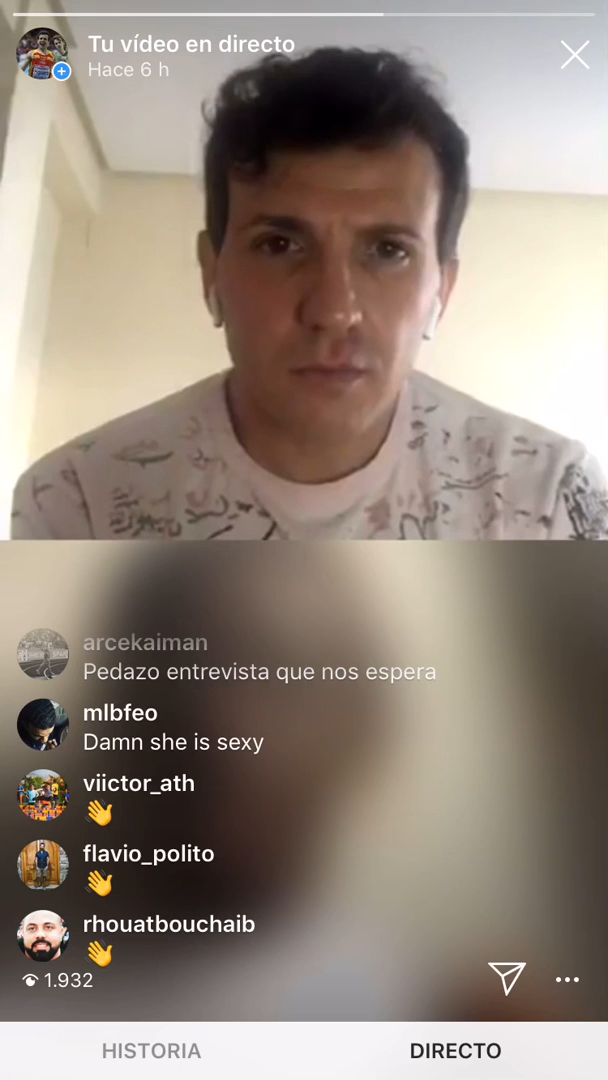 Tu vídeo en directo
Hace 6 h
arcekaiman
Pedazo entrevista que nos espera
mlbfeo
Damn she is sexy
viictor_ath
👋
flavio_polito
👋
rhouatbouchaib
👋
1.932
HISTORIA DIRECTO